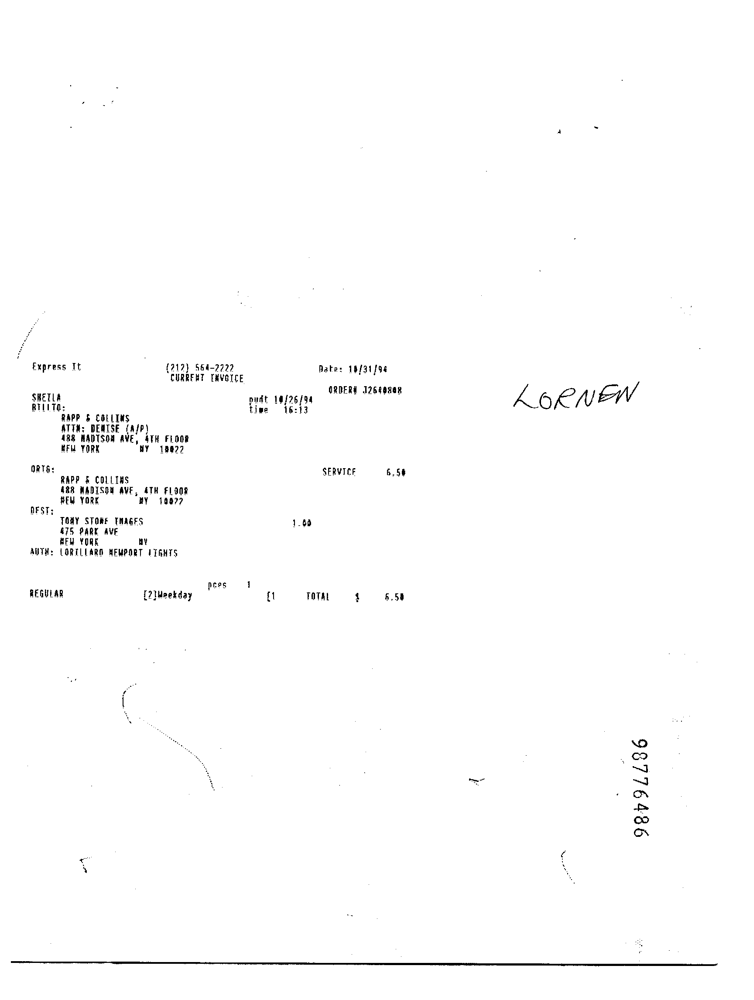 Express It (212) 564-2222 Date: 10/31/94
CURRENT INVOICE
ORDER# J2640808
LORNEW
SHEILA pudt 10/26/94
BILLTO: time 16:13
RAPP & COLLINS
ATTN: DENISE (A/P)
488 MADISON AVE, 4TH FLOOR
NEW YORK NY 10022
ORIG: SERVICE 6.50
RAPP & COLLINS
488 MADISON AVE, 4TH FLOOR
NEW YORK NY 10022
DEST:
TONY STONE IMAGES 1.00
475 PARK AVE
NEW YORK NY
AUTH: LORILLARD NEWPORT LIGHTS
pces 1
REGULAR [2]Weekday [1 TOTAL $ 6.50
98776486